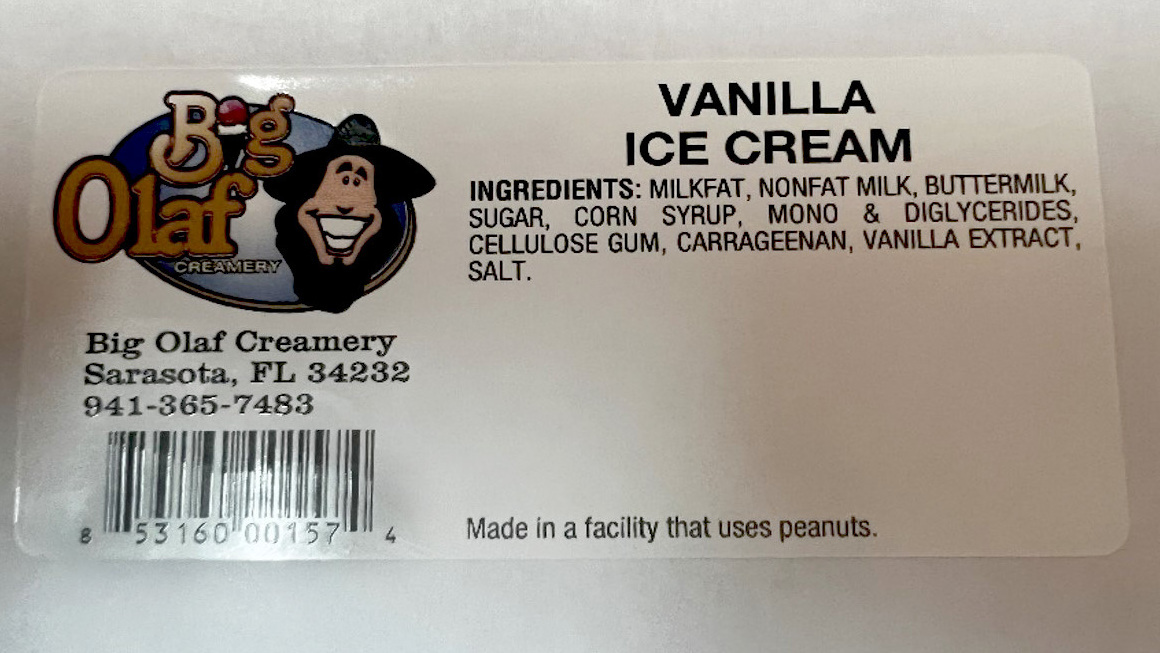 Big
Olaf
CREAMERY
Big Olaf Creamery
Sarasota, FL 34232
941-365-7483
8 53160 00157 4
VANILLA
ICE CREAM
INGREDIENTS: MILKFAT, NONFAT MILK, BUTTERMILK,
SUGAR, CORN SYRUP, MONO & DIGLYCERIDES,
CELLULOSE GUM, CARRAGEENAN, VANILLA EXTRACT,
SALT.
Made in a facility that uses peanuts.